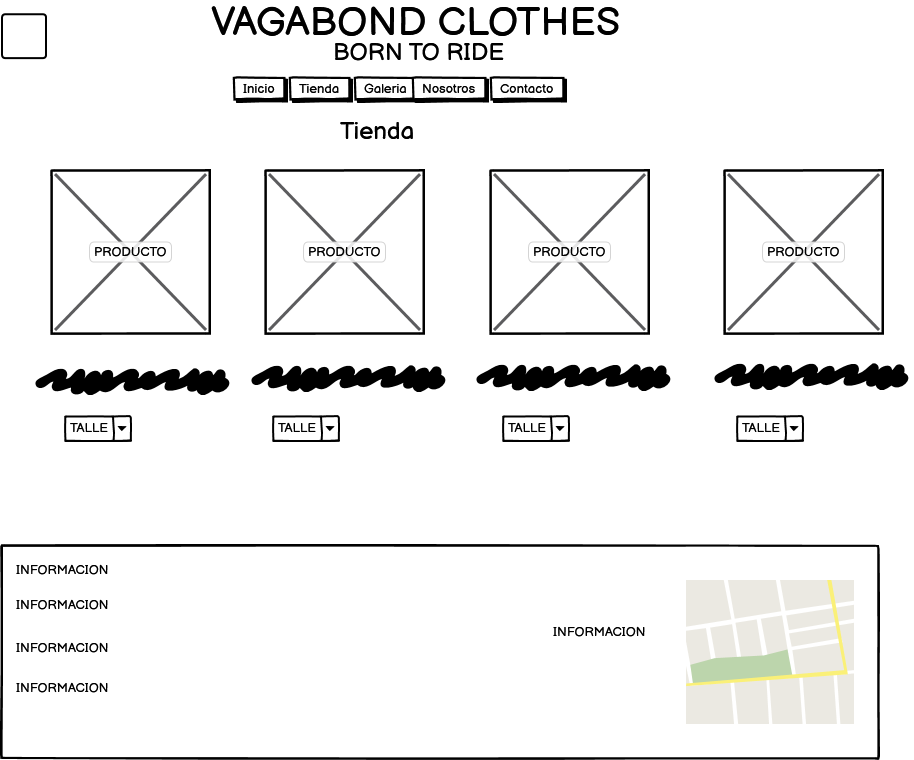 VAGABOND CLOTHES
BORN TO RIDE
Inicio Tienda Galeria Nosotros Contacto
Tienda
PRODUCTO PRODUCTO PRODUCTO PRODUCTO
TALLE TALLE TALLE TALLE
INFORMACION
INFORMACION
INFORMACION
INFORMACION
INFORMACION